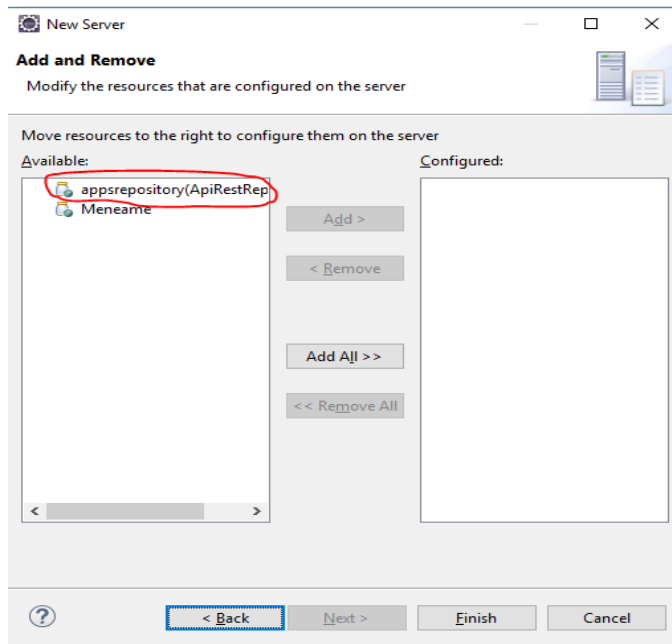 New Server
Add and Remove
Modify the resources that are configured on the server
Move resources to the right to configure them on the server
Available:
Configured:
appsrepository(ApiRestRep
Meneame
Add >
< Remove
Add All >>
<< Remove All
< Back
Next >
Finish
Cancel